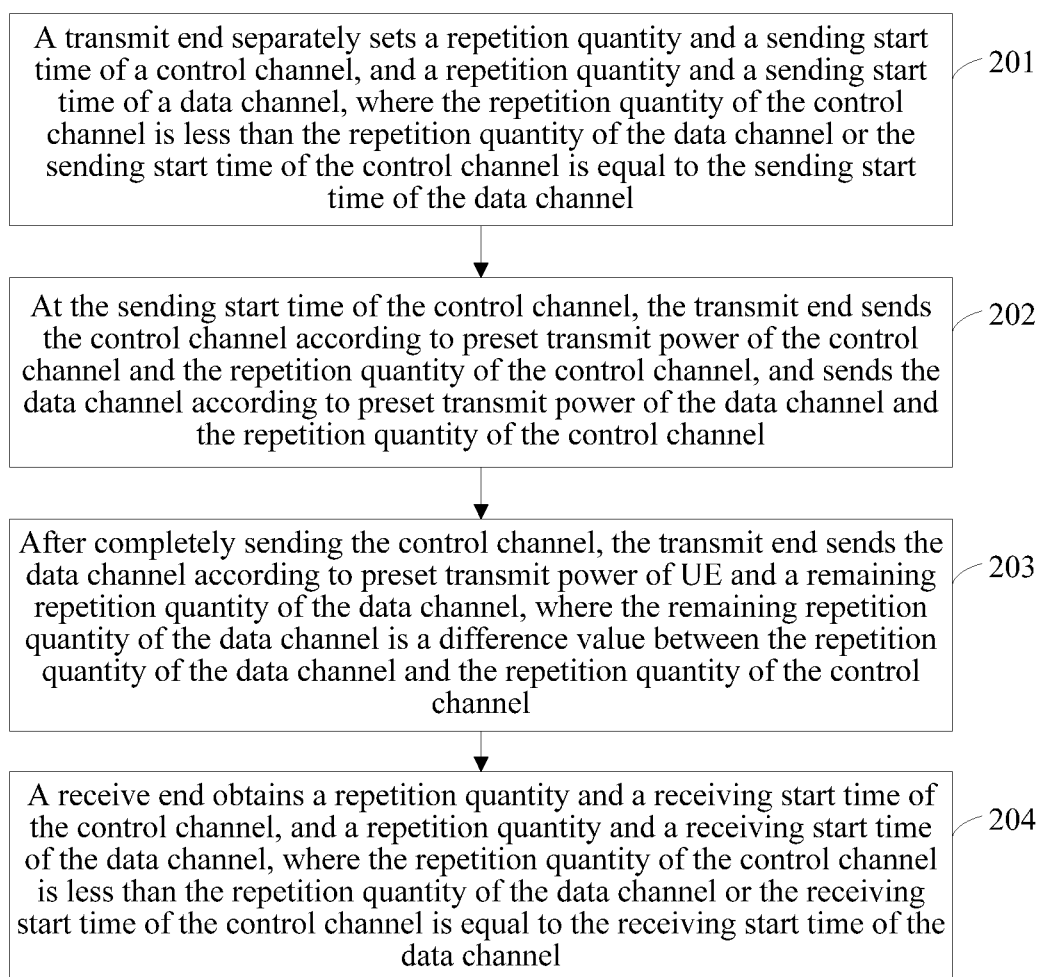 A transmit end separately sets a repetition quantity and a sending start
time of a control channel, and a repetition quantity and a sending start
time of a data channel, where the repetition quantity of the control
channel is less than the repetition quantity of the data channel or the
sending start time of the control channel is equal to the sending start
time of the data channel
201
At the sending start time of the control channel, the transmit end sends
the control channel according to preset transmit power of the control
channel and the repetition quantity of the control channel, and sends the
data channel according to preset transmit power of the data channel and
the repetition quantity of the control channel
202
After completely sending the control channel, the transmit end sends the
data channel according to preset transmit power of UE and a remaining
repetition quantity of the data channel, where the remaining repetition
quantity of the data channel is a difference value between the repetition
quantity of the data channel and the repetition quantity of the control
channel
203
A receive end obtains a repetition quantity and a receiving start time of
the control channel, and a repetition quantity and a receiving start time
of the data channel, where the repetition quantity of the control channel
is less than the repetition quantity of the data channel or the receiving
start time of the control channel is equal to the receiving start time of the
data channel
204